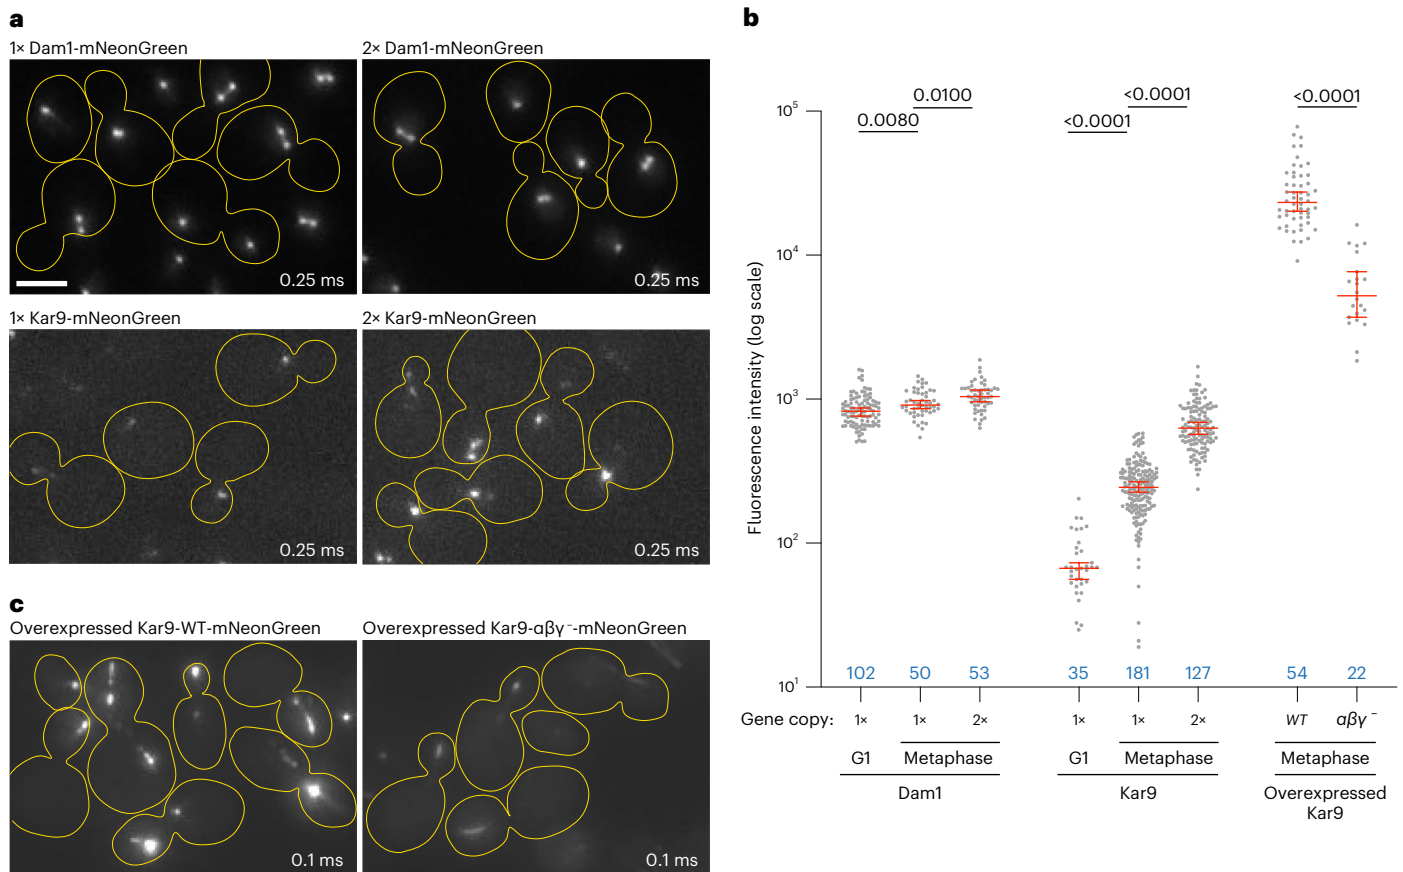 a
1× Dam1-mNeonGreen
2× Dam1-mNeonGreen
0.25 ms
0.25 ms
1× Kar9-mNeonGreen
2× Kar9-mNeonGreen
0.25 ms
0.25 ms
c
Overexpressed Kar9-WT-mNeonGreen
Overexpressed Kar9-αβγ⁻-mNeonGreen
0.1 ms
0.1 ms
b
Fluorescence intensity (log scale)
10⁵
10⁴
10³
10²
10¹
0.0080
0.0100
<0.0001
<0.0001
<0.0001
102 50 53 35 181 127 54 22
Gene copy: 1× 1× 2× 1× 1× 2× WT αβγ⁻
G1 Metaphase G1 Metaphase Metaphase
Dam1 Kar9 Overexpressed
Kar9